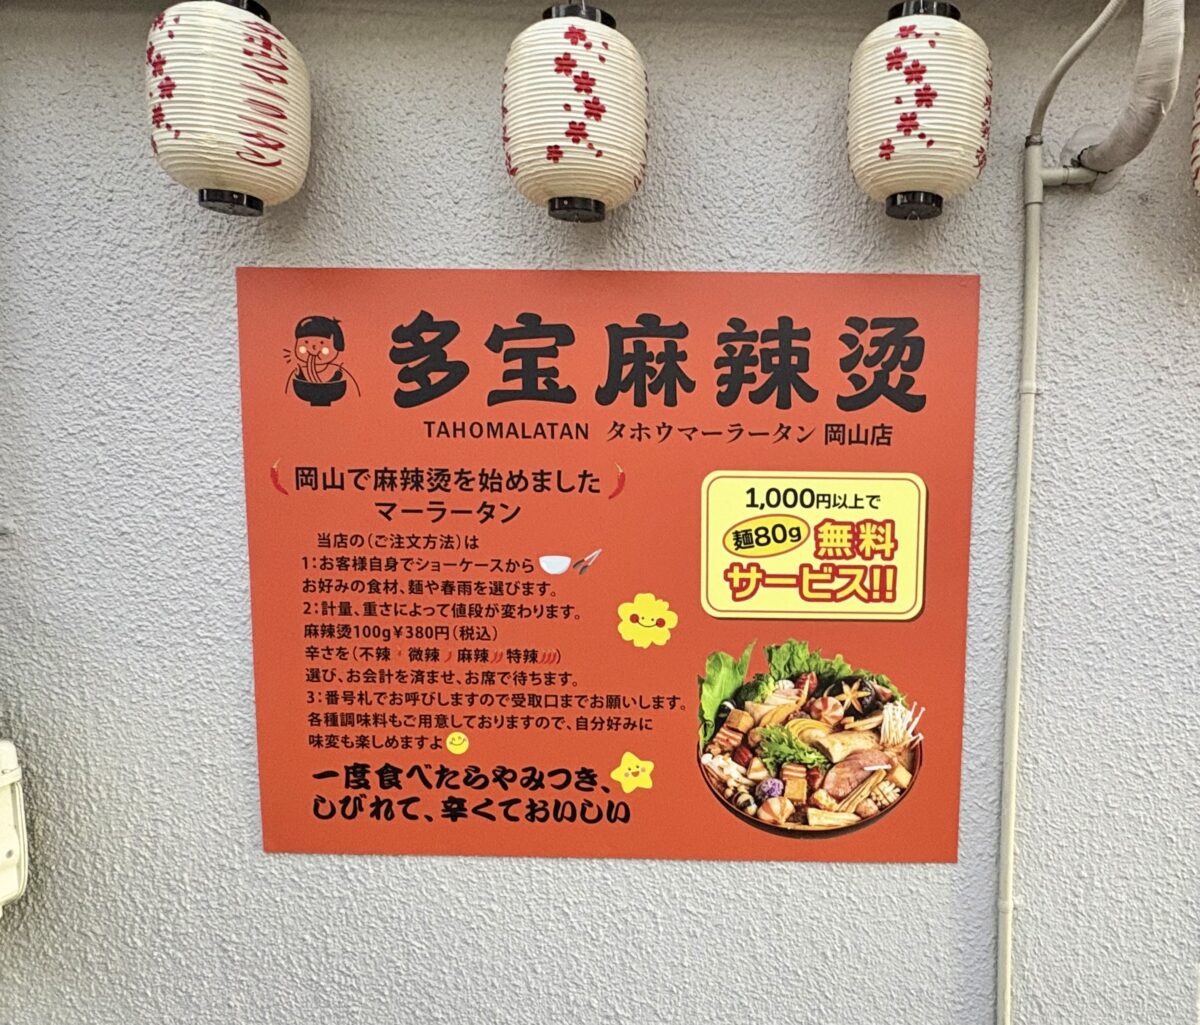 多宝麻辣烫
TAHOMALATAN タホウマーラータン 岡山店
岡山で麻辣烫を始めました
マーラータン
当店の(ご注文方法)は
1:お客様自身でショーケースから
お好みの食材、麺や春雨を選びます。
2:計量、重さによって値段が変わります。
麻辣烫100g¥380円(税込)
辛さを(不辣 微辣 麻辣 特辣)
選び、お会計を済ませ、お席で待ちます。
3:番号札でお呼びしますので受取口までお願いします。
各種調味料もご用意しておりますので、自分好みに
味変も楽しめますよ
一度食べたらやみつき、
しびれて、辛くておいしい
1,000円以上で
麺80g 無料
サービス!!